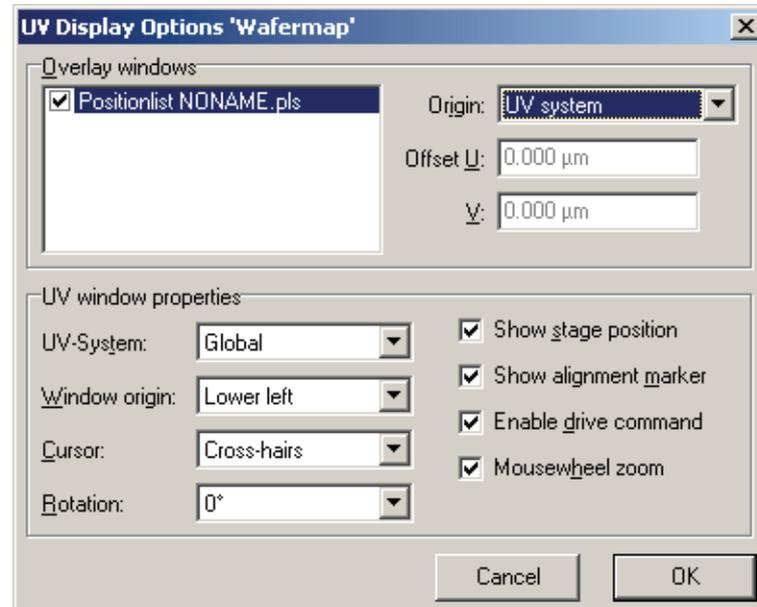 UV Display Options 'Wafermap'
Overlay windows
Positionlist NONAME.pls
Origin: UV system
Offset U: 0.000 µm
V: 0.000 µm
UV window properties
UV-System: Global
Window origin: Lower left
Cursor: Cross-hairs
Rotation: 0°
Show stage position
Show alignment marker
Enable drive command
Mousewheel zoom
Cancel OK